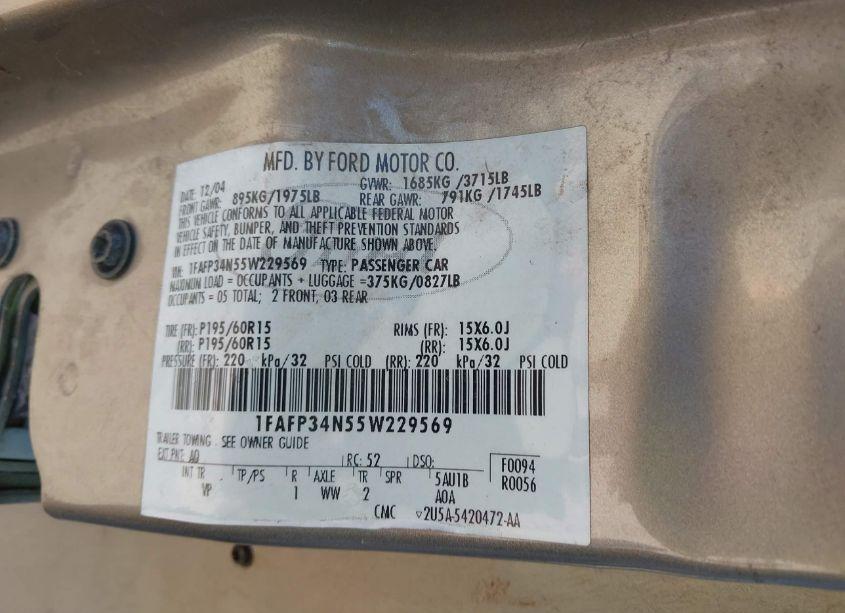 MFD. BY FORD MOTOR CO.
DATE: 12/04 GVWR: 1685KG /3715LB
FRONT GAWR: 895KG/1975LB REAR GAWR: 791KG /1745LB
THIS VEHICLE CONFORMS TO ALL APPLICABLE FEDERAL MOTOR
VEHICLE SAFETY, BUMPER, AND THEFT PREVENTION STANDARDS
IN EFFECT ON THE DATE OF MANUFACTURE SHOWN ABOVE.
VIN: 1FAFP34N55W229569 TYPE: PASSENGER CAR
MAXIMUM LOAD = OCCUPANTS + LUGGAGE =375KG/0827LB
OCCUPANTS = 05 TOTAL; 2 FRONT, 03 REAR
TIRE (FR): P195/60R15 RIMS (FR): 15X6.0J
(RR): P195/60R15 (RR): 15X6.0J
PRESSURE (FR): 220 kPa/32 PSI COLD (RR): 220 kPa/32 PSI COLD
1FAFP34N55W229569
TRAILER TOWING - SEE OWNER GUIDE
EXT PNT: AQ RC: 52 DSO: F0094
INT TR TP/PS R AXLE TR SPR 5AU1B R0056
VP 1 WW 2 AOA
CMC ▽2U5A-5420472-AA